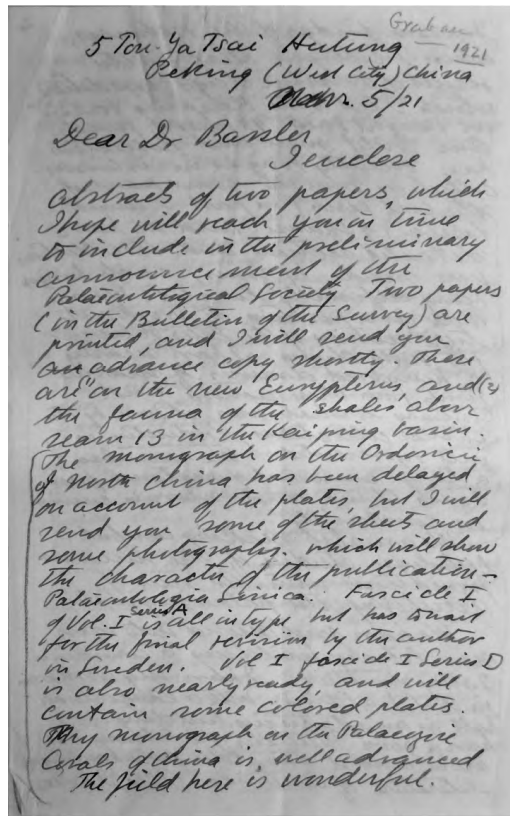 Grabau
1921
5 Tou-Ya Tsai Hutung
Peking (West City) China
Nov. 5/21
Dear Dr Bassler
I enclose
abstracts of two papers, which
I hope will reach you in time
to include in the preliminary
announcement of the
Palaeontological Society. Two papers
(in the Bulletin of the Survey) are
printed, and I will send you
an advance copy shortly. These
are (1) on the new Eurypterus, and (2)
the fauna of the shales above
seam 13 in the Kaiping basin.
The monograph on the Ordovicic
of North China has been delayed
on account of the plates, but I will
send you some of the sheets and
some photographs. which will show
the character of the publication –
Palaeontologia Sinica. Fascicle I
of Vol. I Series A is all in type but has to wait
for the final revision by the author
in Sweden. Vol I fascicle I Series D
is also nearly ready, and will
contain some colored plates.
My monograph on the Palaeozoic
Corals of China is well advanced
The field here is wonderful.